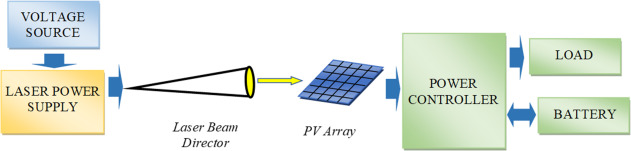 VOLTAGE
SOURCE
LASER POWER
SUPPLY
Laser Beam
Director
PV Array
POWER
CONTROLLER
LOAD
BATTERY